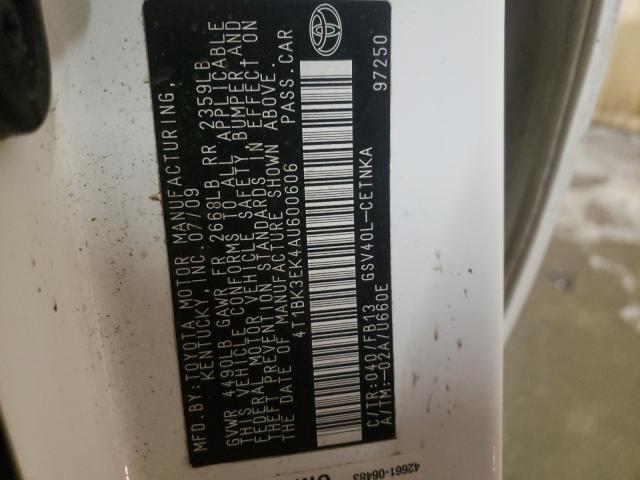 MFD. BY: TOYOTA MOTOR MANUFACTURING,
KENTUCKY, INC. 07/09
GVWR 4490LB GAWR FR 2668LB RR 2359LB
THIS VEHICLE CONFORMS TO ALL APPLICABLE
FEDERAL MOTOR VEHICLE SAFETY, BUMPER AND
THEFT PREVENTION STANDARDS IN EFFECT ON
THE DATE OF MANUFACTURE SHOWN ABOVE.
4T1BK3EK4AU600606 PASS.CAR
C/TR:040/FB13 GSV40L-CETNKA 97250
A/TM:-02A/U660E
42661-06483